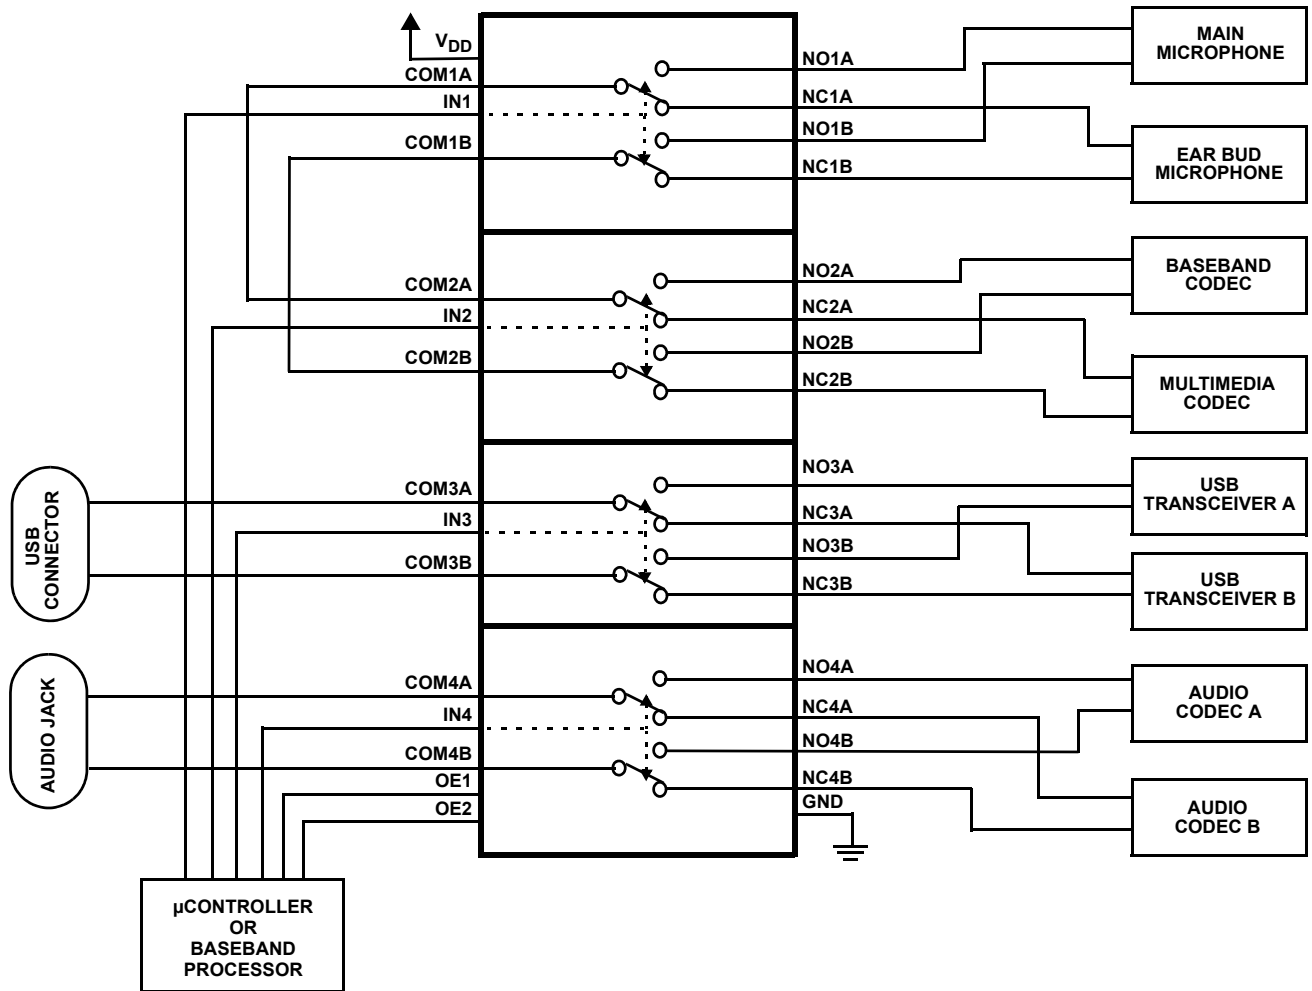 VDD
COM1A
IN1
COM1B
NO1A
NC1A
NO1B
NC1B
MAIN
MICROPHONE
EAR BUD
MICROPHONE
COM2A
IN2
COM2B
NO2A
NC2A
NO2B
NC2B
BASEBAND
CODEC
MULTIMEDIA
CODEC
USB
CONNECTOR
COM3A
IN3
COM3B
NO3A
NC3A
NO3B
NC3B
USB
TRANSCEIVER A
USB
TRANSCEIVER B
AUDIO JACK
COM4A
IN4
COM4B
OE1
OE2
NO4A
NC4A
NO4B
NC4B
GND
AUDIO
CODEC A
AUDIO
CODEC B
µCONTROLLER
OR
BASEBAND
PROCESSOR